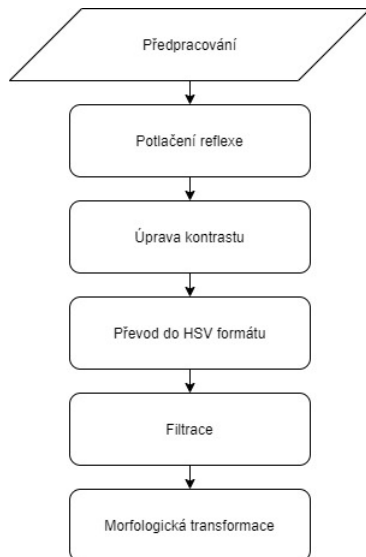 Předpracování
Potlačení reflexe
Úprava kontrastu
Převod do HSV formátu
Filtrace
Morfologická transformace